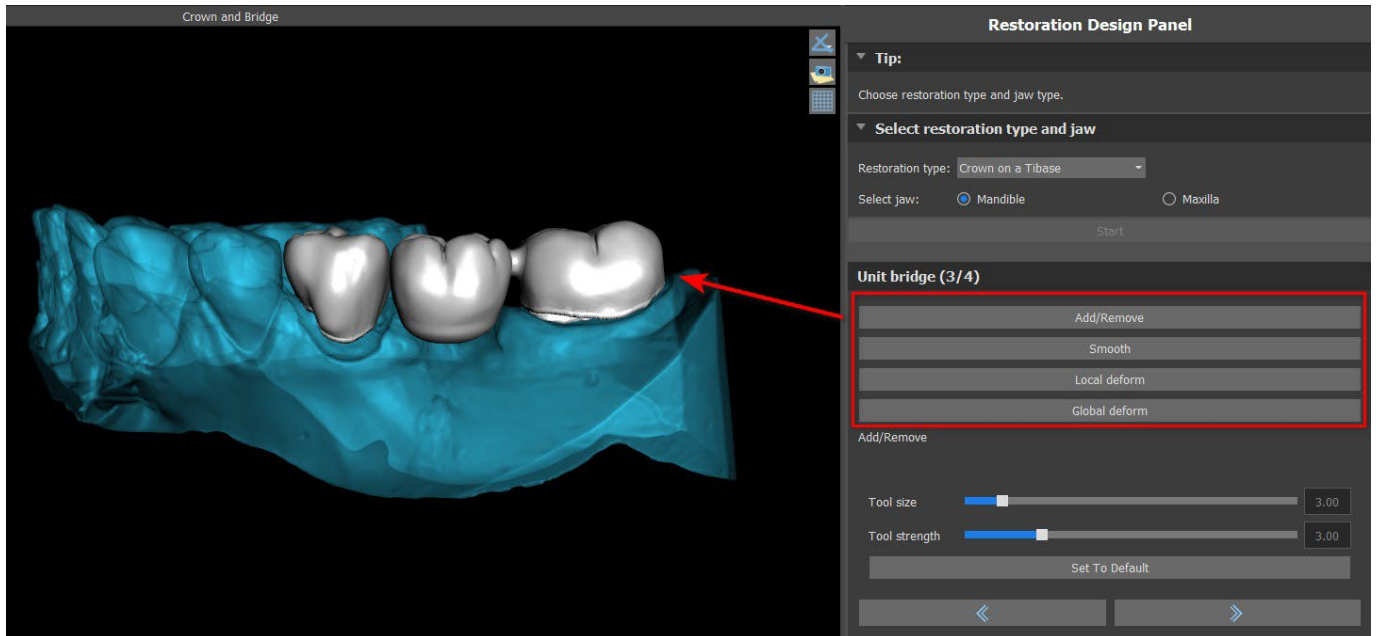 Crown and Bridge
Restoration Design Panel
Tip:
Choose restoration type and jaw type.
Select restoration type and jaw
Restoration type: Crown on a Tibase
Select jaw: Mandible Maxilla
Start
Unit bridge (3/4)
Add/Remove
Smooth
Local deform
Global deform
Add/Remove
Tool size 3.00
Tool strength 3.00
Set To Default